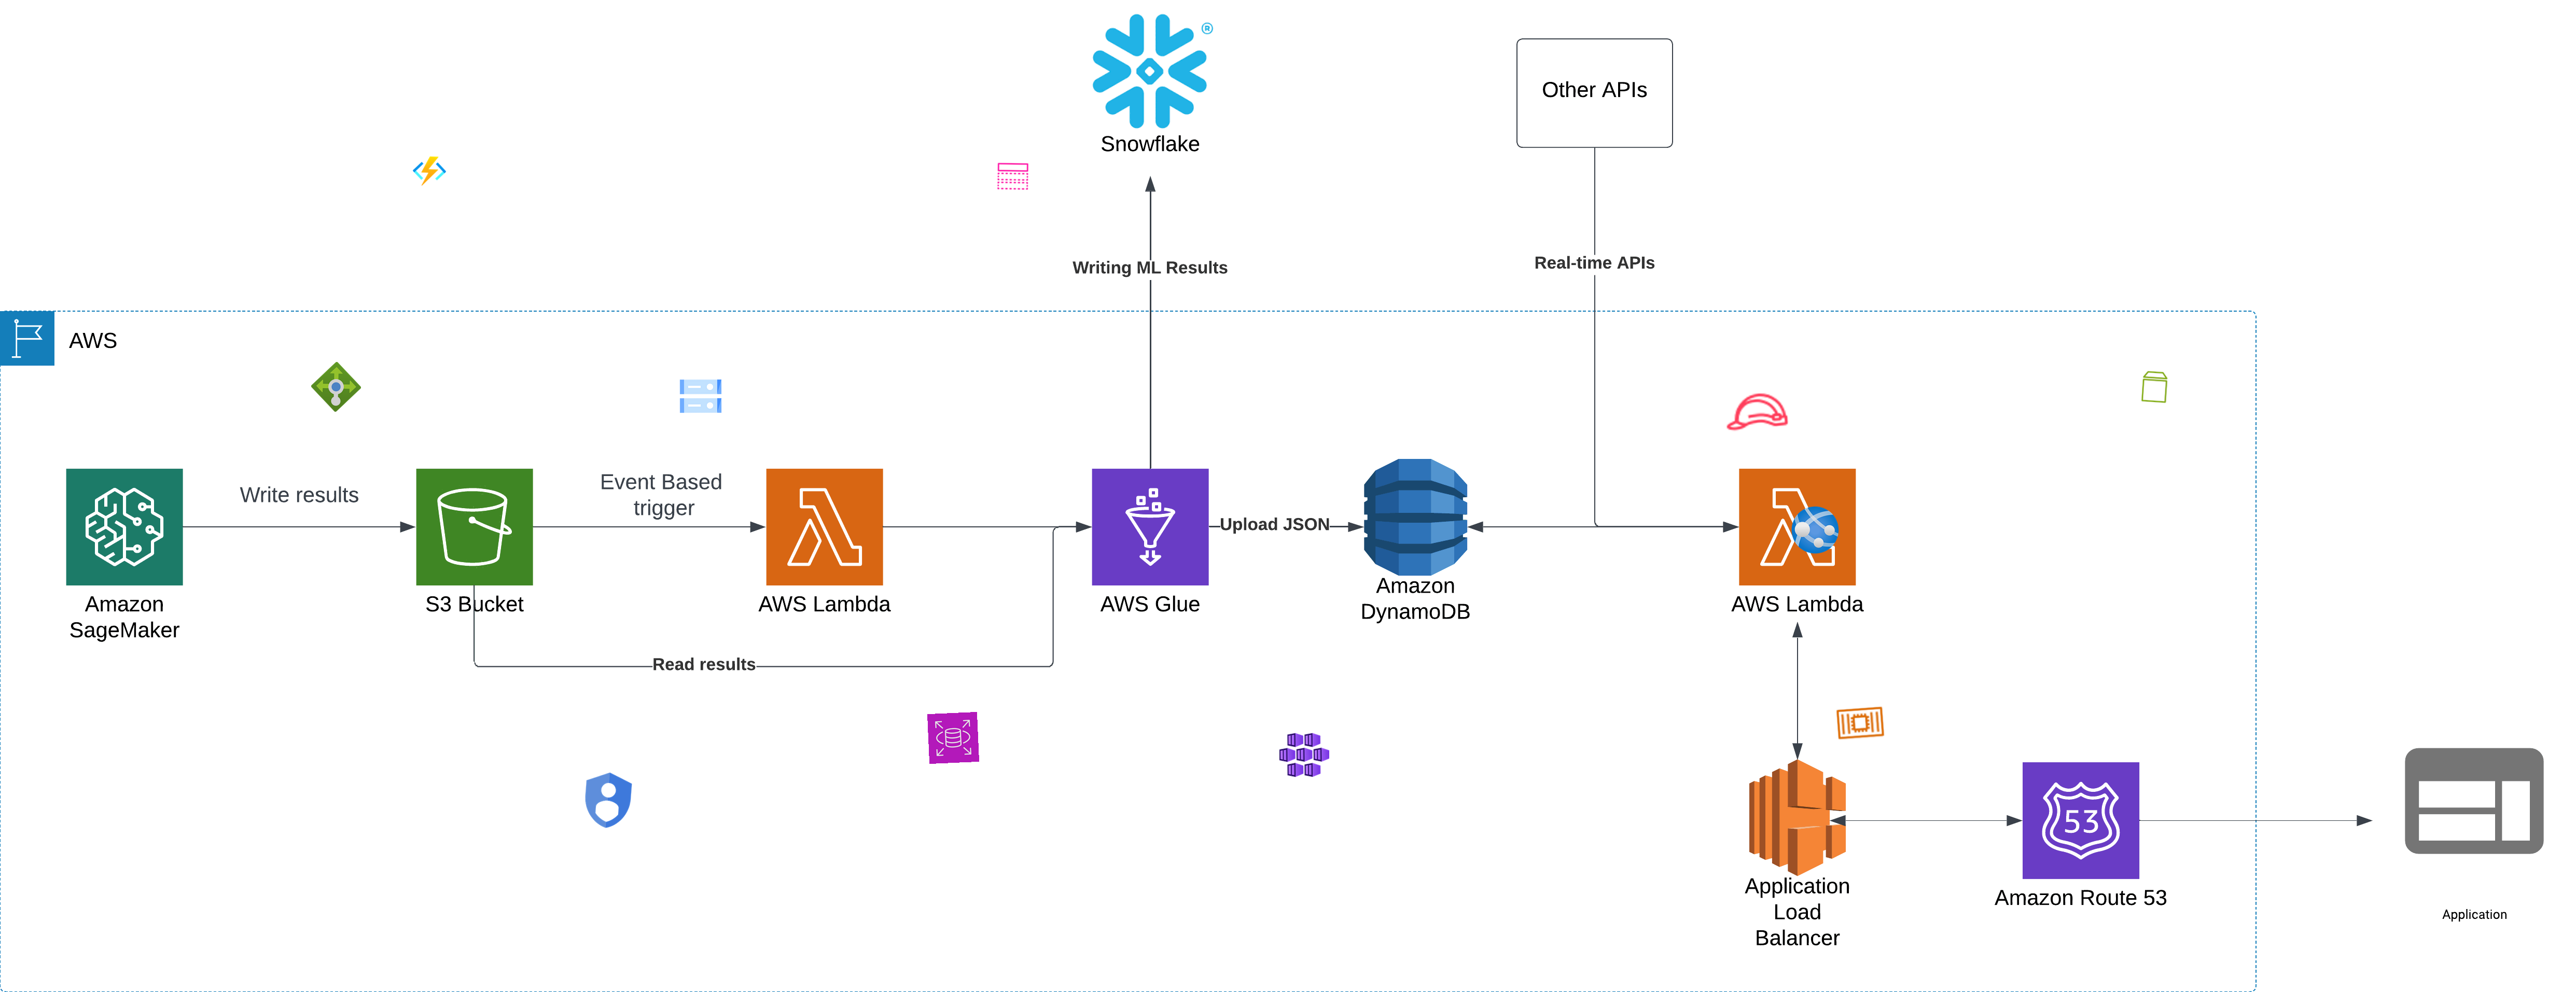 ®
Snowflake
Other APIs
Writing ML Results
Real-time APIs
AWS
Write results
Event Based
trigger
Upload JSON
Amazon
SageMaker
S3 Bucket
AWS Lambda
AWS Glue
Amazon
DynamoDB
AWS Lambda
Read results
53
Application
Load
Balancer
Amazon Route 53
Application